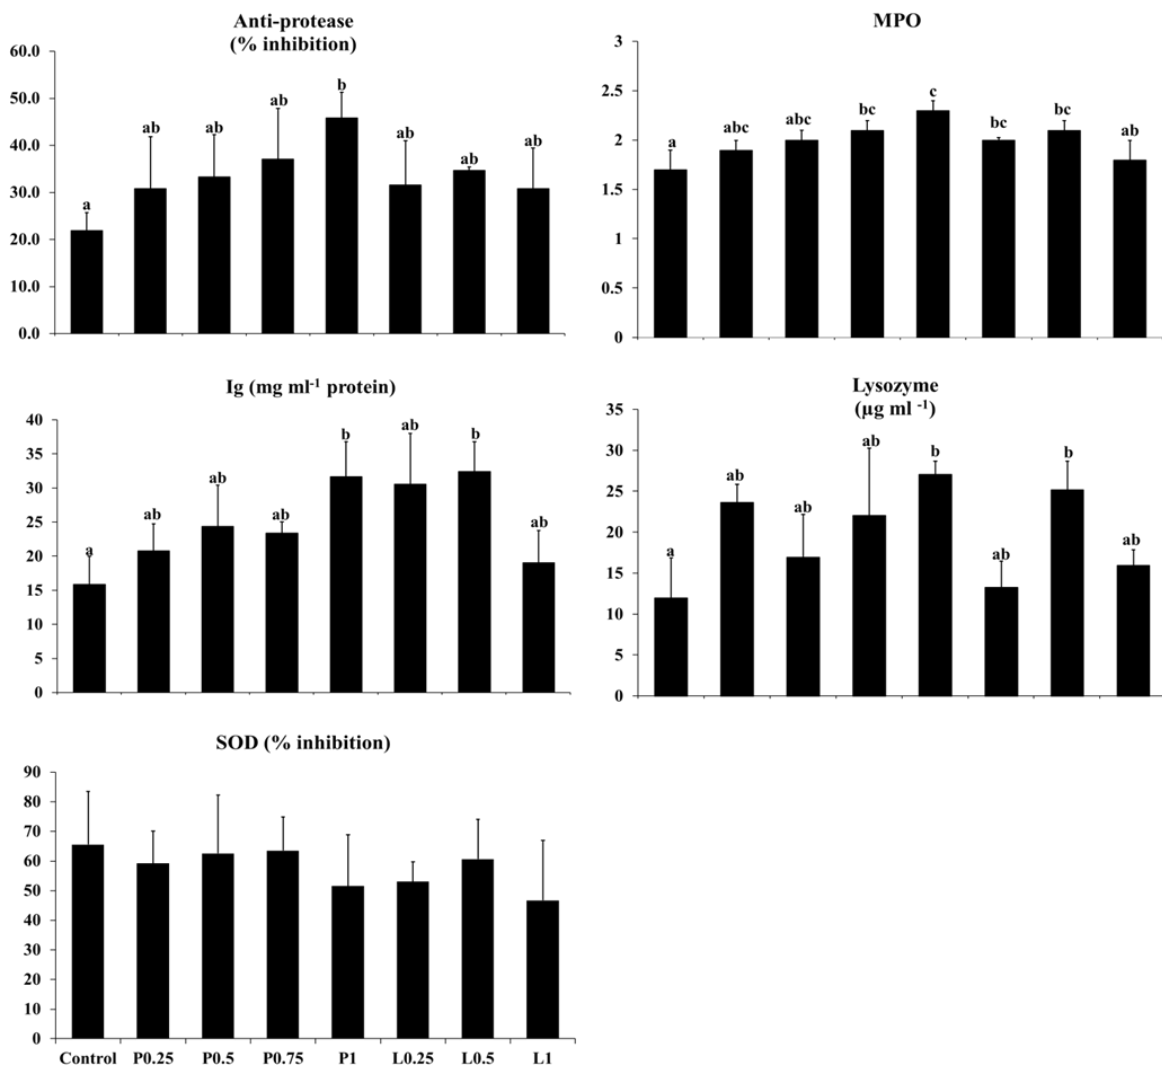 Anti-protease
(% inhibition)
60.0
50.0
40.0
30.0
20.0
10.0
0.0
a
ab
ab
ab
b
ab
ab
ab
MPO
3
2.5
2
1.5
1
0.5
0
a
abc
abc
bc
c
bc
bc
ab
Ig (mg ml⁻¹ protein)
40
35
30
25
20
15
10
5
0
a
ab
ab
ab
b
ab
b
ab
Lysozyme
(µg ml ⁻¹)
35
30
25
20
15
10
5
0
a
ab
ab
ab
b
ab
b
ab
SOD (% inhibition)
90
80
70
60
50
40
30
20
10
0
Control P0.25 P0.5 P0.75 P1 L0.25 L0.5 L1